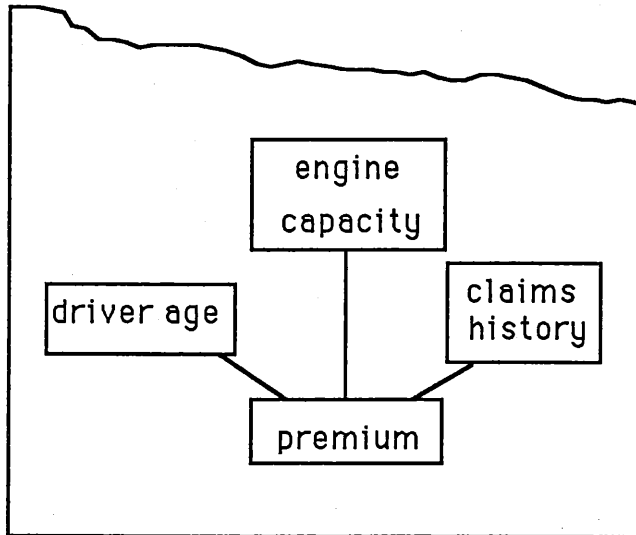 engine
capacity
driver age
claims
history
premium